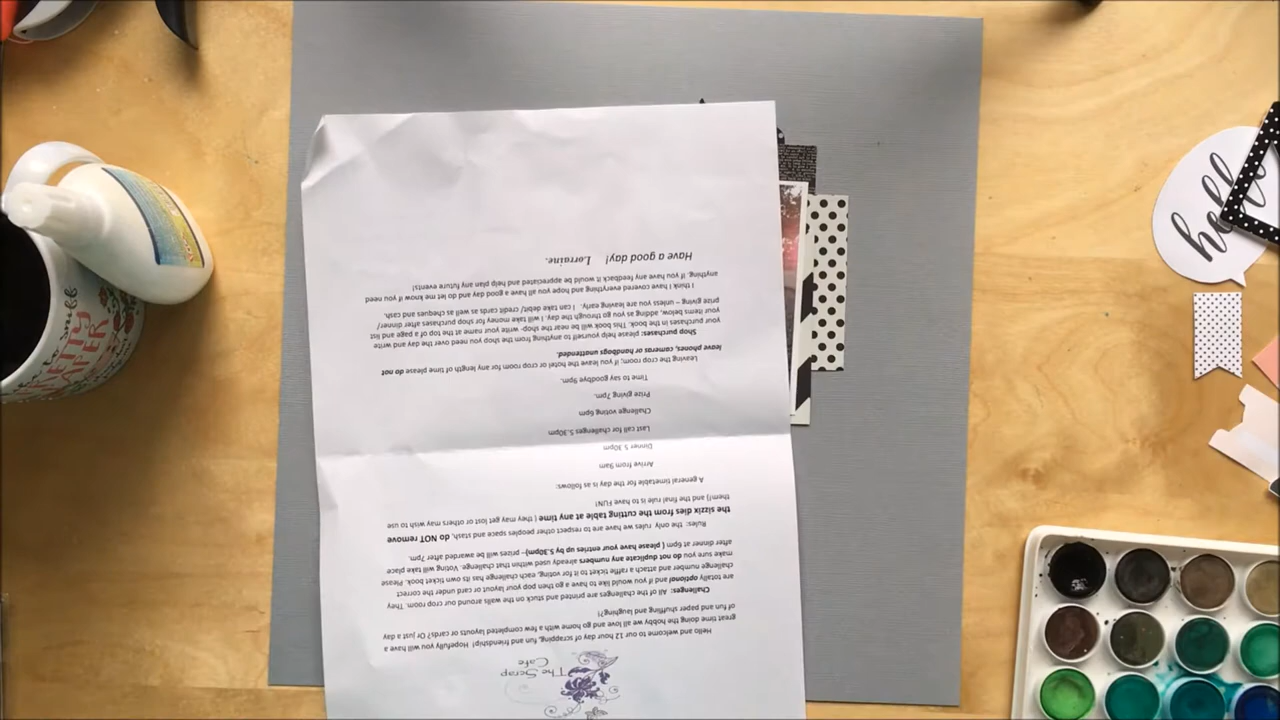 The Scrap
Cafe
Hello and welcome to our 12 hour day of scrapping, fun and friendship! Hopefully you will have a
great time doing the hobby we all love and go home with a few completed layouts or cards? Or just a day
of fun and paper shuffling and laughing!!
Challenges: All of the challenges are printed and stuck on the walls around our crop room. They
are totally optional and if you would like to have a go then pop your layout or card under the correct
challenge number and attach a raffle ticket to it for voting, each challenge has its own ticket book. Please
make sure you do not duplicate any numbers already used within that challenge. Voting will take place
after dinner at 6pm ( please have your entries up by 5.30pm)– prizes will be awarded after 7pm.
Rules: the only rules we have are to respect other peoples space and stash, do NOT remove
the sizzix dies from the cutting table at any time ( they may get lost or others may wish to use
them!) and the final rule is to have FUN!
A general timetable for the day is as follows:
Arrive from 9am
Dinner 5.30pm
Last call for challenges 5.30pm
Challenge voting 6pm
Prize giving 7pm.
Time to say goodbye 9pm.
Leaving the crop room, if you leave the hotel or crop room for any length of time please do not
leave phones, cameras or handbags unattended.
Shop purchases: please help yourself to anything from the shop you need over the day and write
your purchases in the book. This book will be near the shop- write your name at the top of a page and list
your items below, adding as you go through the day. I will take money for shop purchases after dinner/
prize giving – unless you are leaving early. I can take debit/ credit cards as well as cheques and cash.
I think I have covered everything and hope you all have a good day and do let me know if you need
anything. If you have any feedback it would be appreciated and help plan any future events!
Have a good day! Lorraine.
hello